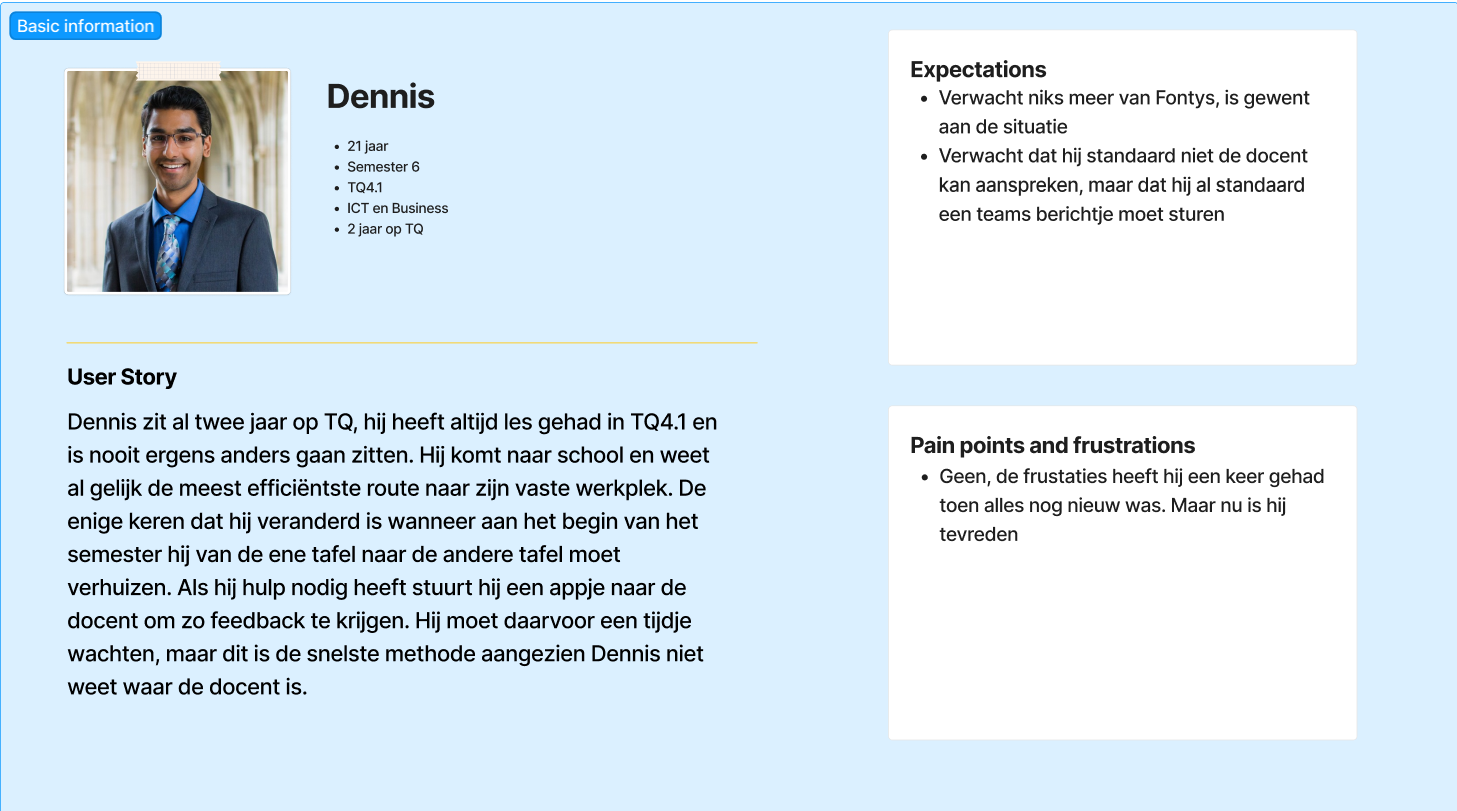 Basic information
Dennis
21 jaar
Semester 6
TQ4.1
ICT en Business
2 jaar op TQ
User Story
Dennis zit al twee jaar op TQ, hij heeft altijd les gehad in TQ4.1 en
is nooit ergens anders gaan zitten. Hij komt naar school en weet
al gelijk de meest efficiëntste route naar zijn vaste werkplek. De
enige keren dat hij veranderd is wanneer aan het begin van het
semester hij van de ene tafel naar de andere tafel moet
verhuizen. Als hij hulp nodig heeft stuurt hij een appje naar de
docent om zo feedback te krijgen. Hij moet daarvoor een tijdje
wachten, maar dit is de snelste methode aangezien Dennis niet
weet waar de docent is.
Expectations
Verwacht niks meer van Fontys, is gewent
aan de situatie
Verwacht dat hij standaard niet de docent
kan aanspreken, maar dat hij al standaard
een teams berichtje moet sturen
Pain points and frustrations
Geen, de frustaties heeft hij een keer gehad
toen alles nog nieuw was. Maar nu is hij
tevreden